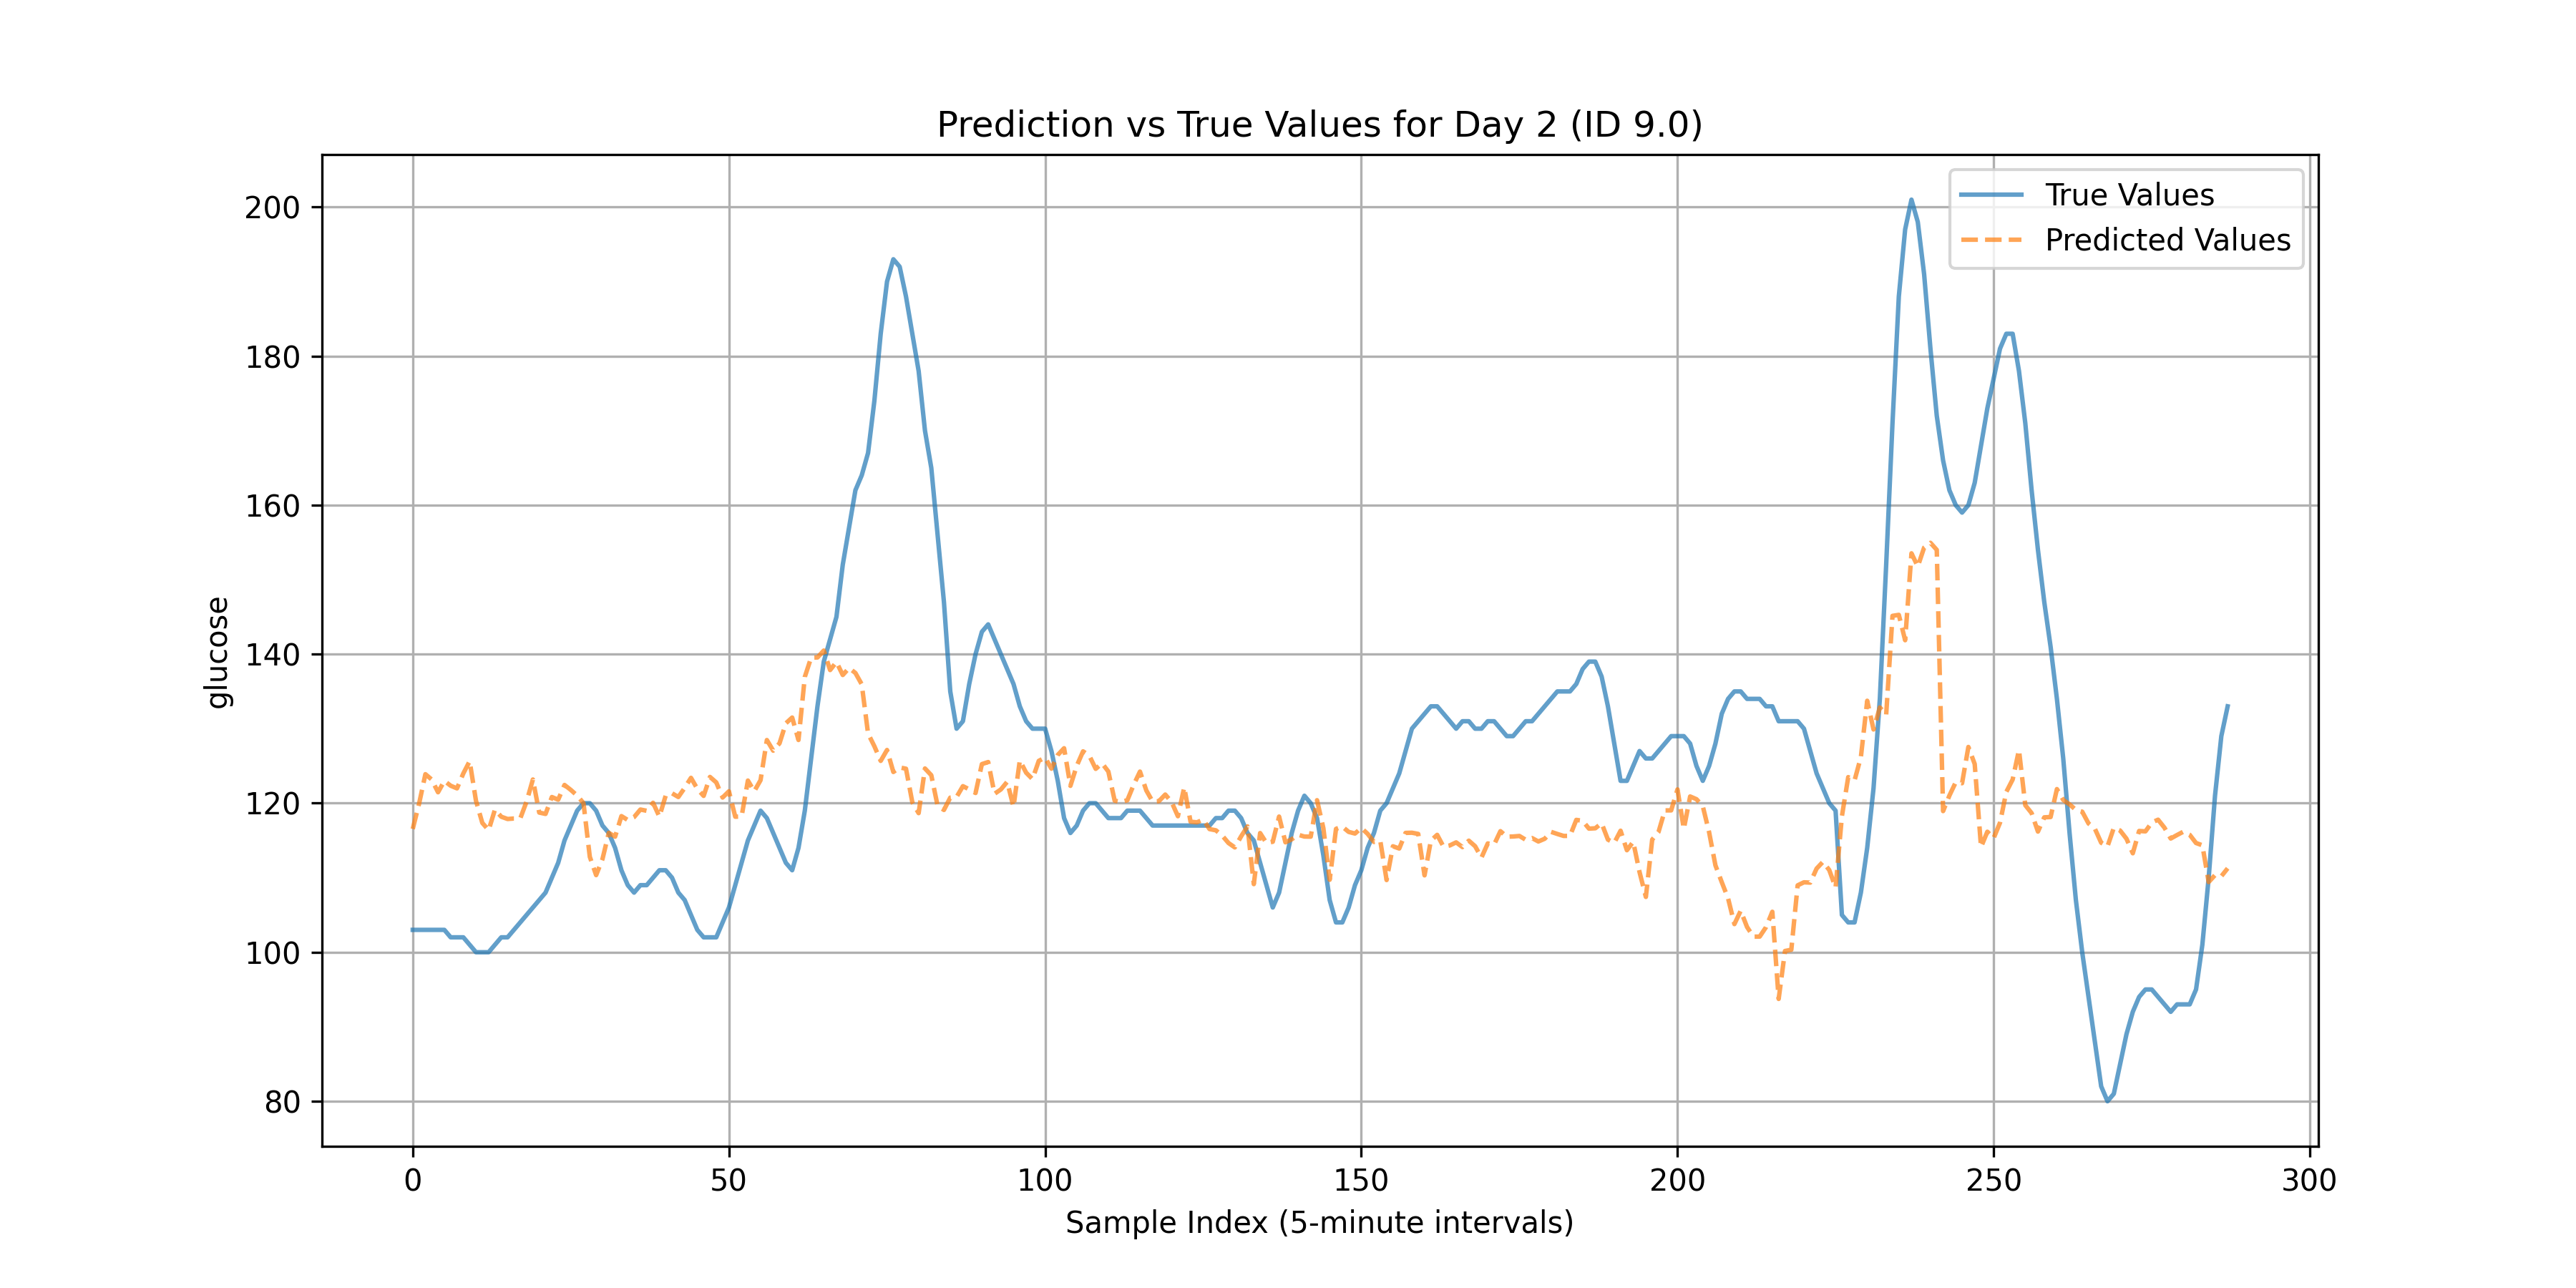 Prediction vs True Values for Day 2 (ID 9.0)
True Values
Predicted Values
glucose
200
180
160
140
120
100
80
0 50 100 150 200 250 300
Sample Index (5-minute intervals)